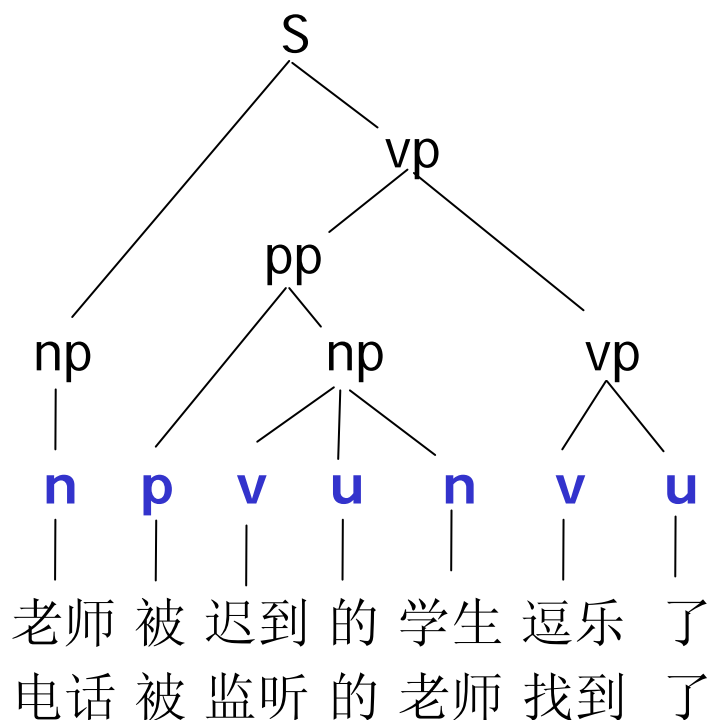 S
vp
pp
np np vp
n p v u n v u
老师 被 迟到 的 学生 逗乐 了
电话 被 监听 的 老师 找到 了